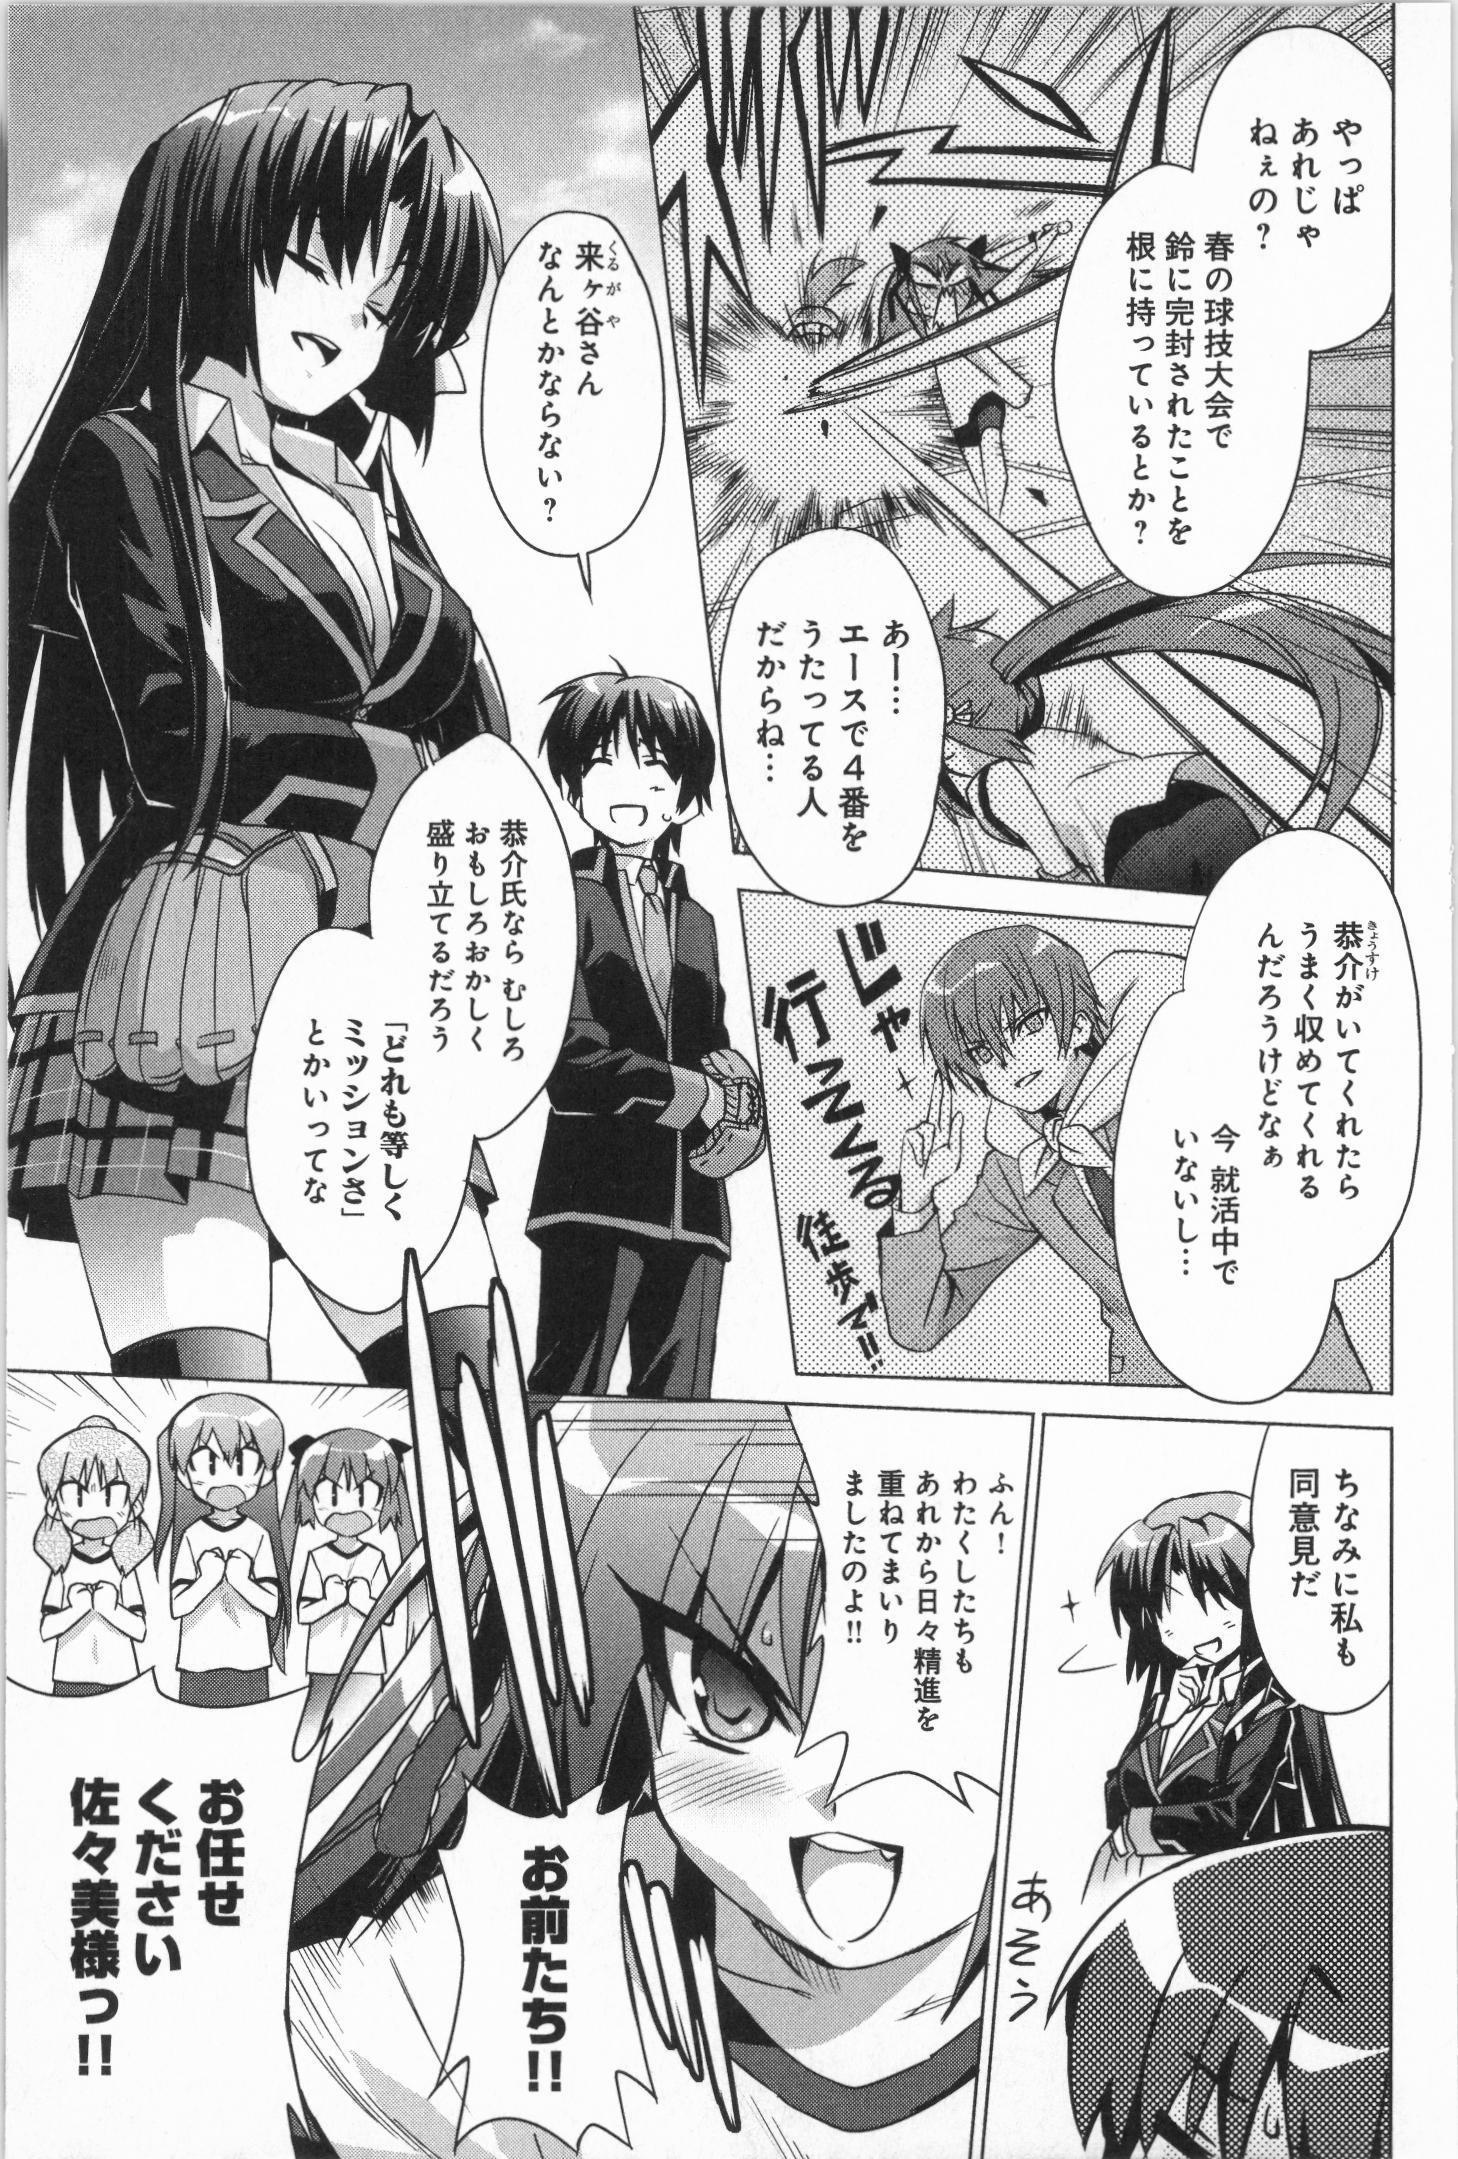 やっぱ
あれじゃ
ねぇの?
春の球技大会で
鈴に完封されたことを
根に持っているとか?
あー…
エースで4番を
うたってる人
だからね…
恭介がいてくれたら
きょうすけ
うまく収めてくれる
んだろうけどなぁ
今 就活中で
いないし…
じゃ
行ってくる
徒歩で!!
来ヶ谷さん
くるがや
なんとかならない?
恭介氏なら むしろ
おもしろおかしく
盛り立てるだろう
「どれも等しく
ミッションさ」
とかいってな
ちなみに私も
同意見だ
あそう
ふん!
わたくしたちも
あれから日々精進を
重ねてまいり
ましたのよ!!
お前たち!!
お任せ
ください
佐々美様っ!!